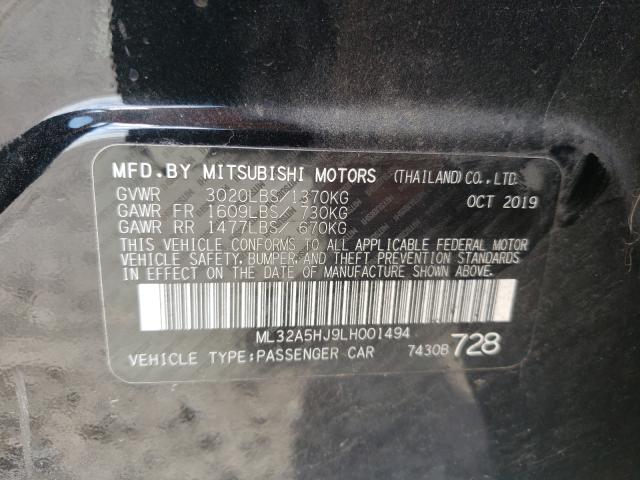 MFD.BY MITSUBISHI MOTORS (THAILAND)CO.,LTD.
GVWR 3020LBS/1370KG OCT 2019
GAWR FR 1609LBS/ 730KG
GAWR RR 1477LBS/ 670KG
THIS VEHICLE CONFORMS TO ALL APPLICABLE FEDERAL MOTOR
VEHICLE SAFETY, BUMPER, AND THEFT PREVENTION STANDARDS
IN EFFECT ON THE DATE OF MANUFACTURE SHOWN ABOVE.
ML32A5HJ9LH001494
VEHICLE TYPE:PASSENGER CAR 7430B 728